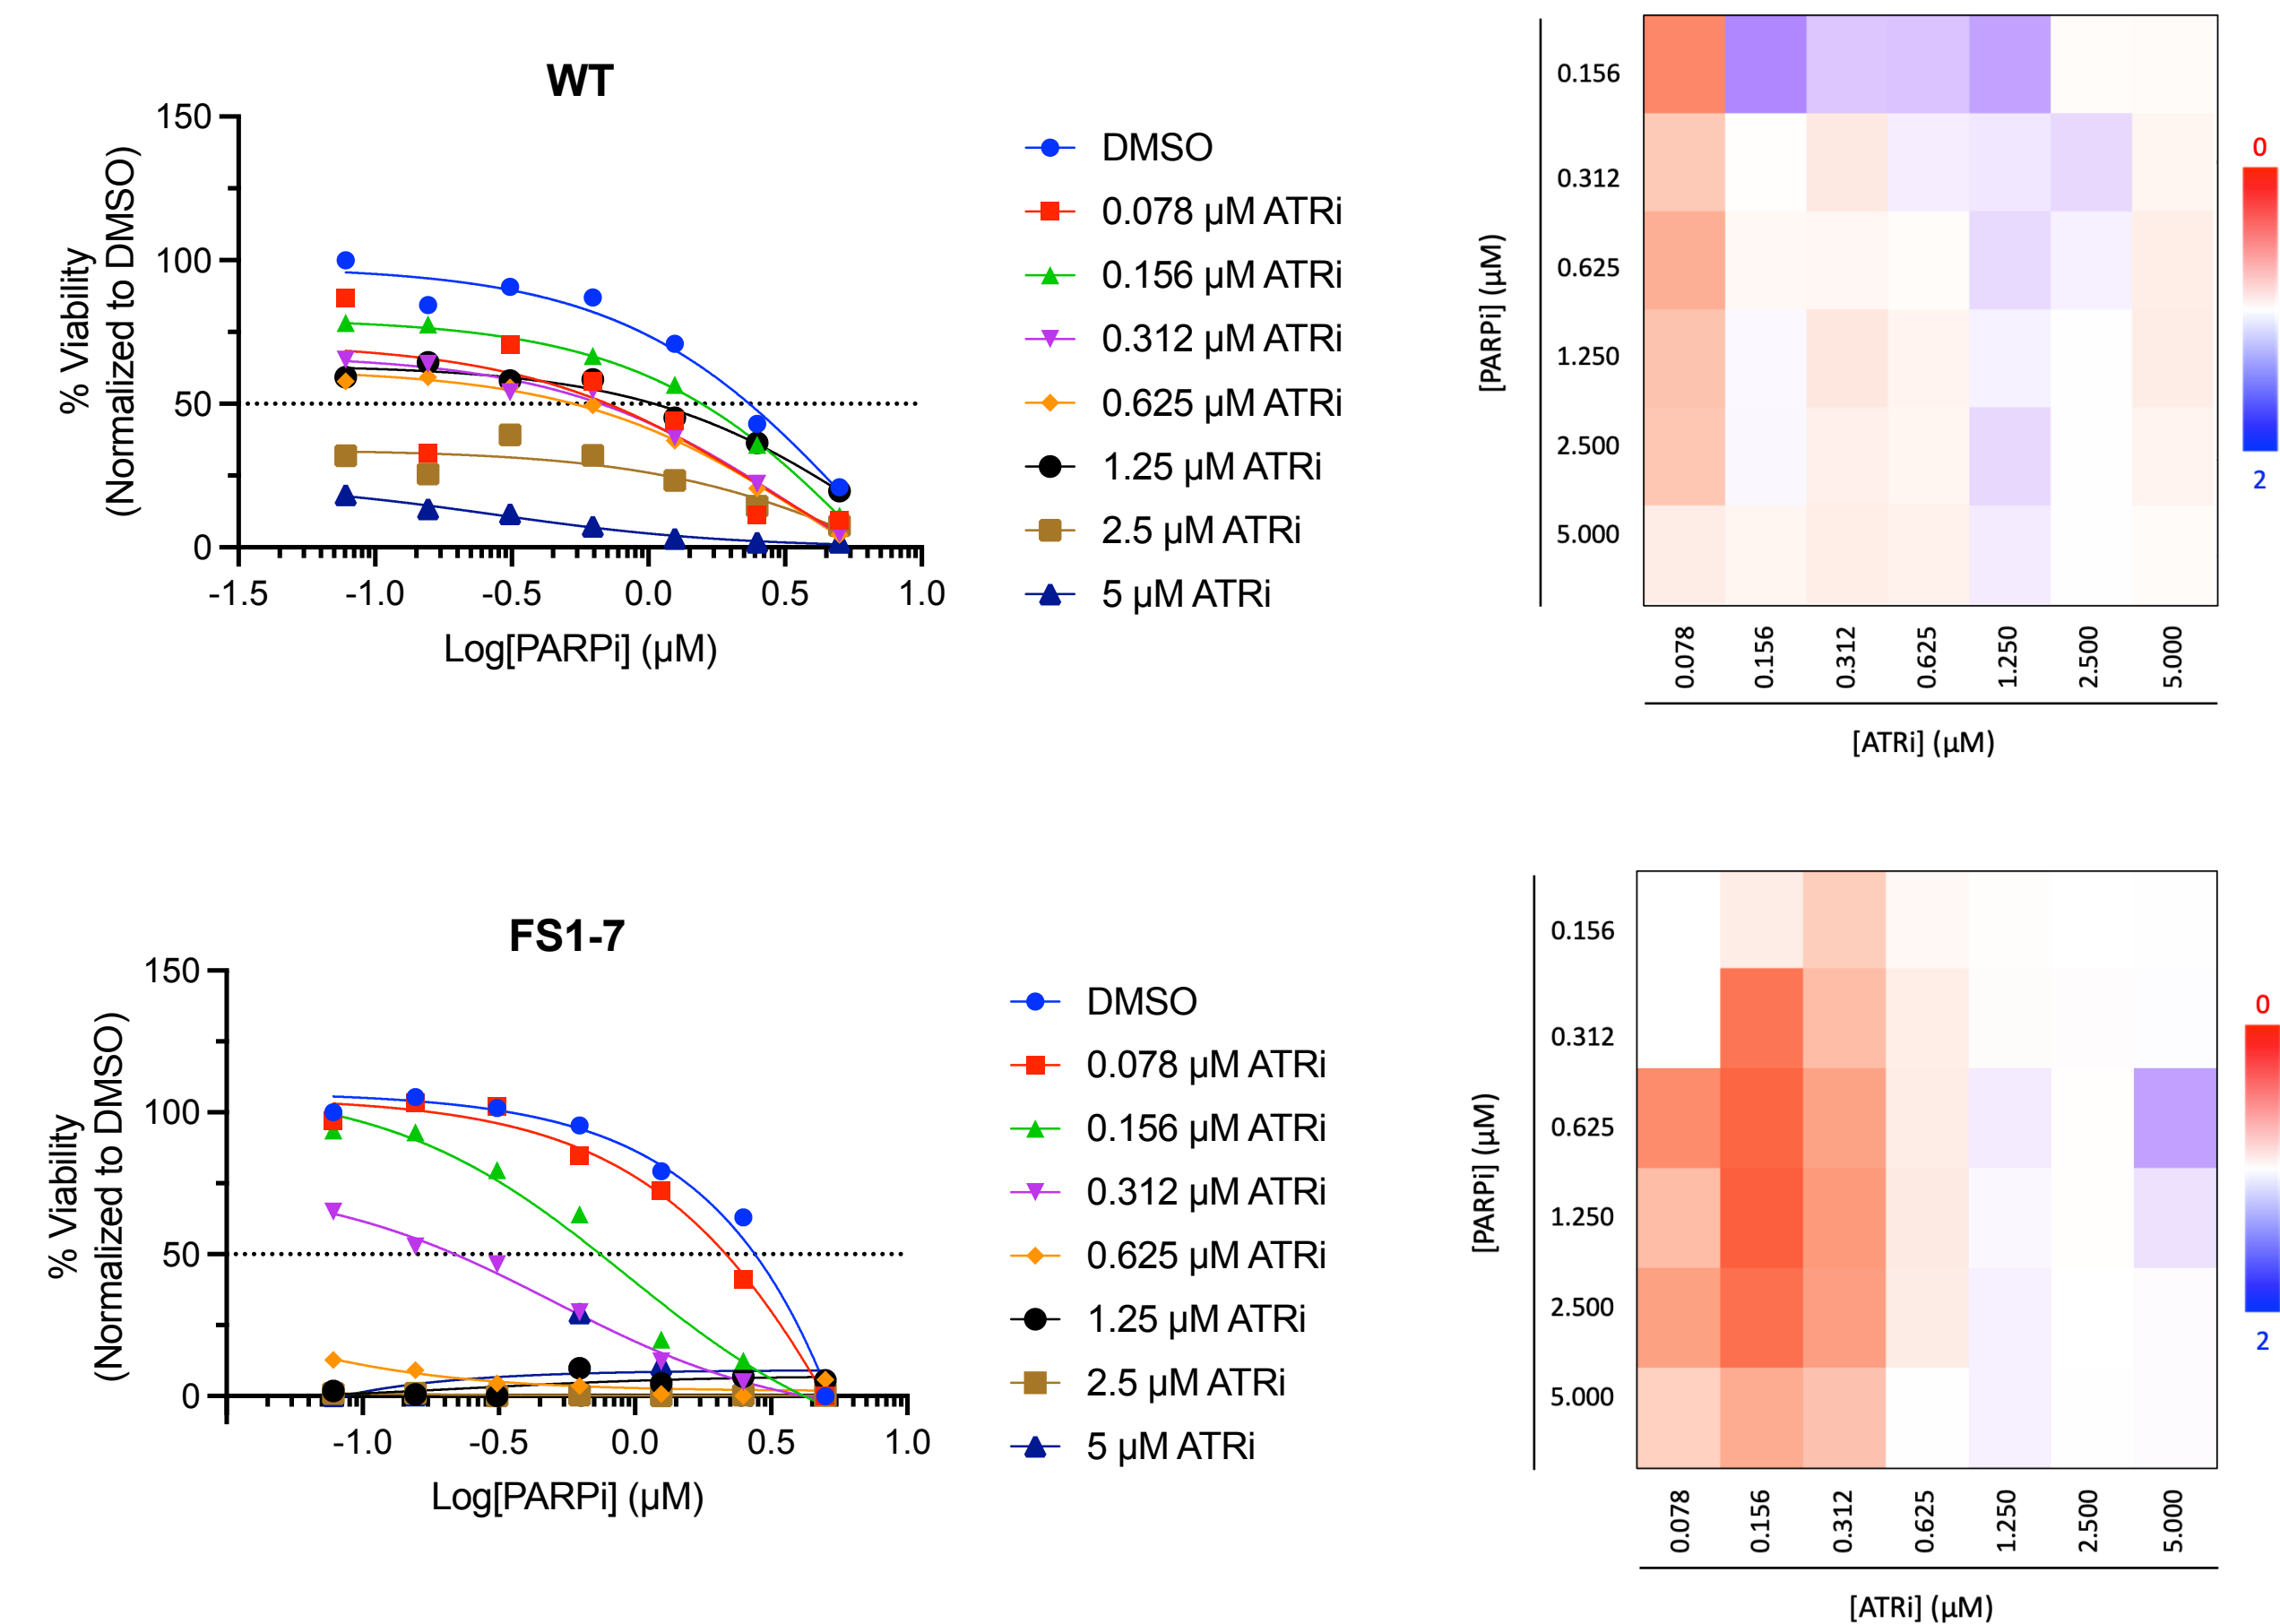 WT
% Viability
(Normalized to DMSO)
150
100
50
0
-1.5
-1.0
-0.5
0.0
0.5
1.0
Log[PARPi] (µM)
DMSO
0.078 µM ATRi
0.156 µM ATRi
0.312 µM ATRi
0.625 µM ATRi
1.25 µM ATRi
2.5 µM ATRi
5 µM ATRi
[PARPi] (µM)
0.156
0.312
0.625
1.250
2.500
5.000
0.078
0.156
0.312
0.625
1.250
2.500
5.000
[ATRi] (µM)
0
2
FS1-7
% Viability
(Normalized to DMSO)
150
100
50
0
-1.0
-0.5
0.0
0.5
1.0
Log[PARPi] (µM)
DMSO
0.078 µM ATRi
0.156 µM ATRi
0.312 µM ATRi
0.625 µM ATRi
1.25 µM ATRi
2.5 µM ATRi
5 µM ATRi
[PARPi] (µM)
0.156
0.312
0.625
1.250
2.500
5.000
0.078
0.156
0.312
0.625
1.250
2.500
5.000
[ATRi] (µM)
0
2